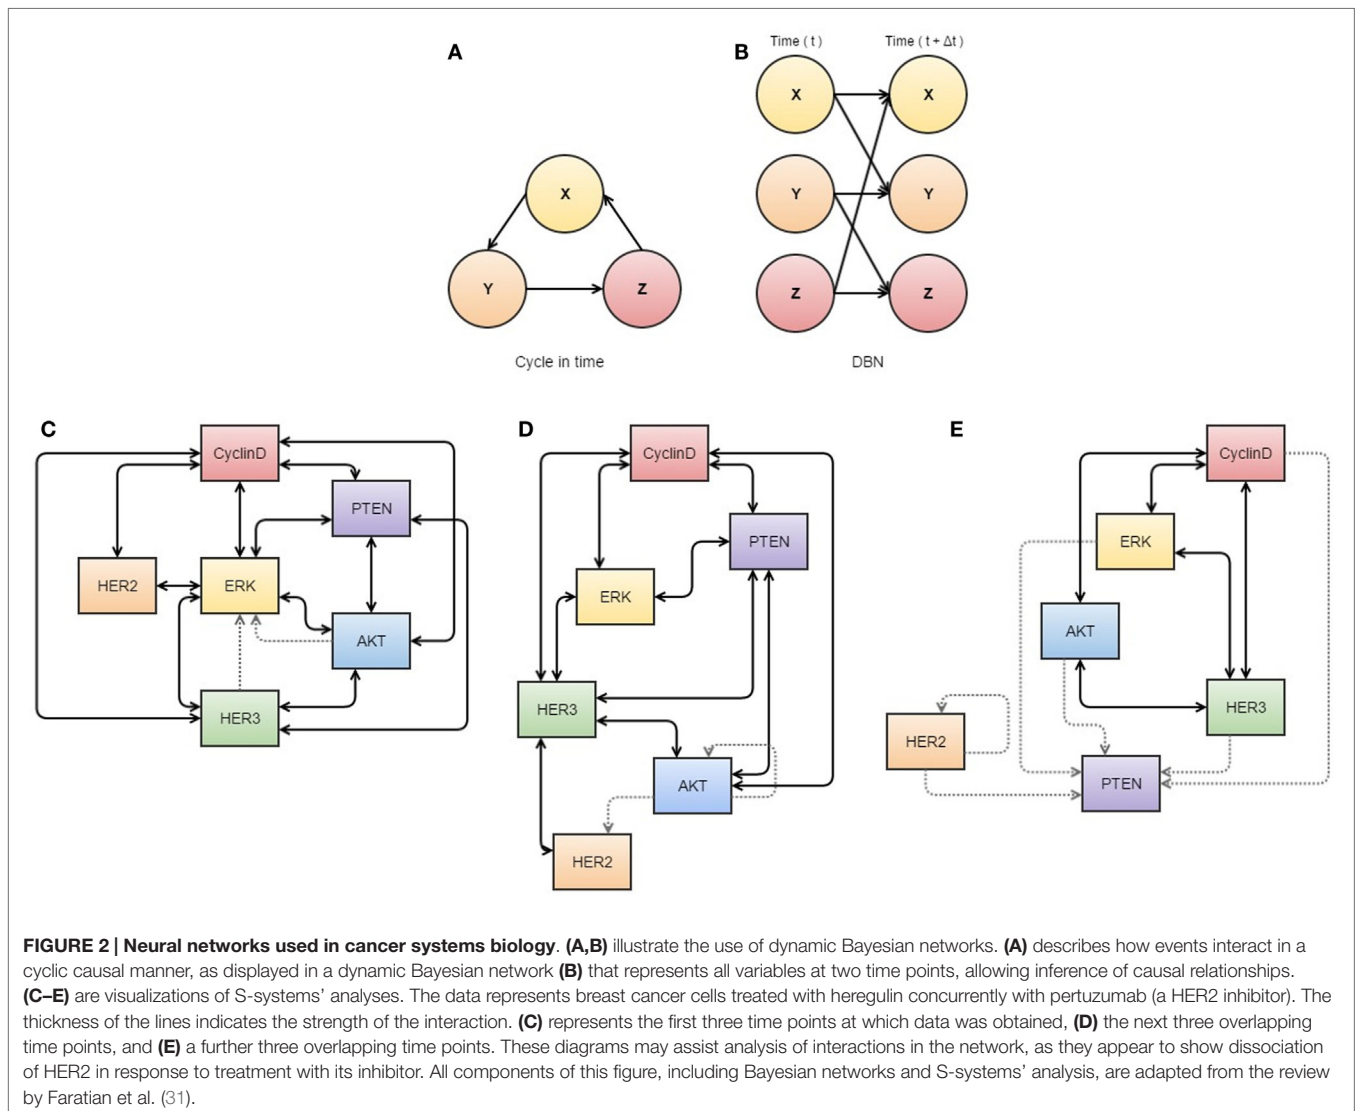 A
B
Time ( t )
Time ( t + Δt )
X
X
X
Y
Y
Y
Z
Z
Z
Cycle in time
DBN
C
CyclinD
PTEN
HER2
ERK
AKT
HER3
D
CyclinD
PTEN
ERK
HER3
AKT
HER2
E
CyclinD
ERK
AKT
HER3
HER2
PTEN
FIGURE 2 | Neural networks used in cancer systems biology. (A,B) illustrate the use of dynamic Bayesian networks. (A) describes how events interact in a
cyclic causal manner, as displayed in a dynamic Bayesian network (B) that represents all variables at two time points, allowing inference of causal relationships.
(C–E) are visualizations of S-systems’ analyses. The data represents breast cancer cells treated with heregulin concurrently with pertuzumab (a HER2 inhibitor). The
thickness of the lines indicates the strength of the interaction. (C) represents the first three time points at which data was obtained, (D) the next three overlapping
time points, and (E) a further three overlapping time points. These diagrams may assist analysis of interactions in the network, as they appear to show dissociation
of HER2 in response to treatment with its inhibitor. All components of this figure, including Bayesian networks and S-systems’ analysis, are adapted from the review
by Faratian et al. (31).